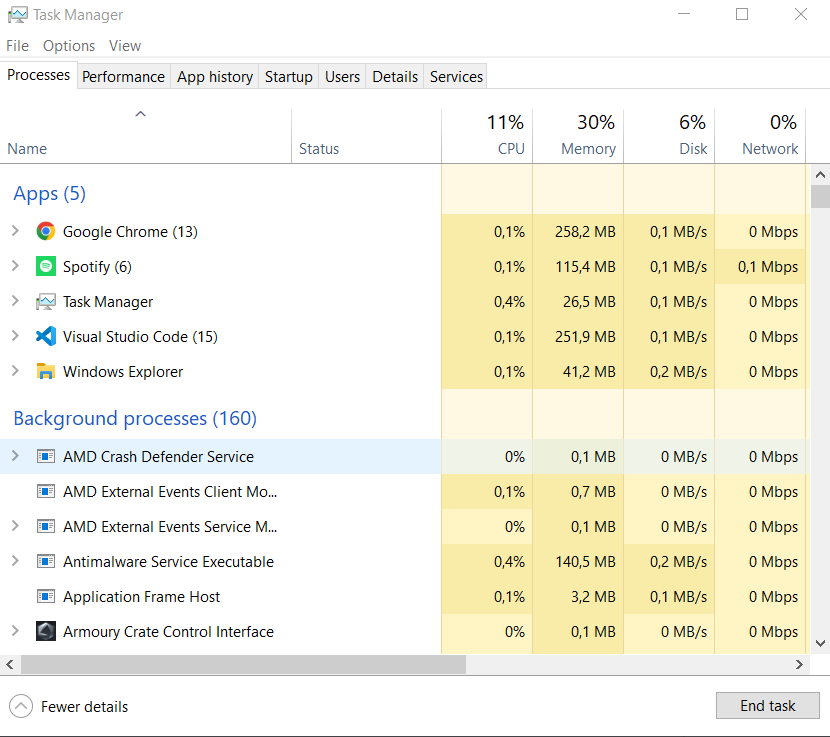 Task Manager
File Options View
Processes Performance App history Startup Users Details Services
11% 30% 6% 0%
Name Status CPU Memory Disk Network
Apps (5)
Google Chrome (13) 0,1% 258,2 MB 0,1 MB/s 0 Mbps
Spotify (6) 0,1% 115,4 MB 0,1 MB/s 0,1 Mbps
Task Manager 0,4% 26,5 MB 0,1 MB/s 0 Mbps
Visual Studio Code (15) 0,1% 251,9 MB 0,1 MB/s 0 Mbps
Windows Explorer 0,1% 41,2 MB 0,2 MB/s 0 Mbps
Background processes (160)
AMD Crash Defender Service 0% 0,1 MB 0 MB/s 0 Mbps
AMD External Events Client Mo... 0,1% 0,7 MB 0 MB/s 0 Mbps
AMD External Events Service M... 0% 0,1 MB 0 MB/s 0 Mbps
Antimalware Service Executable 0,4% 140,5 MB 0,2 MB/s 0 Mbps
Application Frame Host 0,1% 3,2 MB 0,1 MB/s 0 Mbps
Armoury Crate Control Interface 0% 0,1 MB 0 MB/s 0 Mbps
Fewer details End task